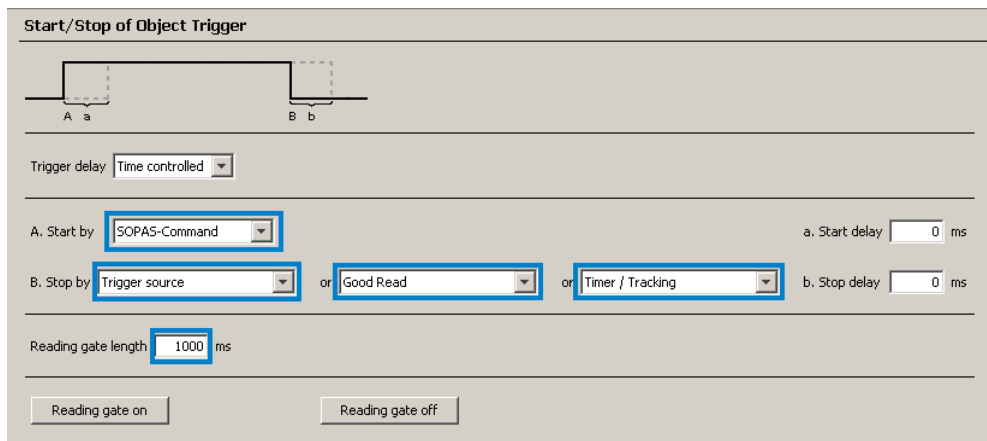 Start/Stop of Object Trigger
A a B b
Trigger delay Time controlled
A. Start by SOPAS-Command a. Start delay 0 ms
B. Stop by Trigger source or Good Read or Timer / Tracking b. Stop delay 0 ms
Reading gate length 1000 ms
Reading gate on Reading gate off